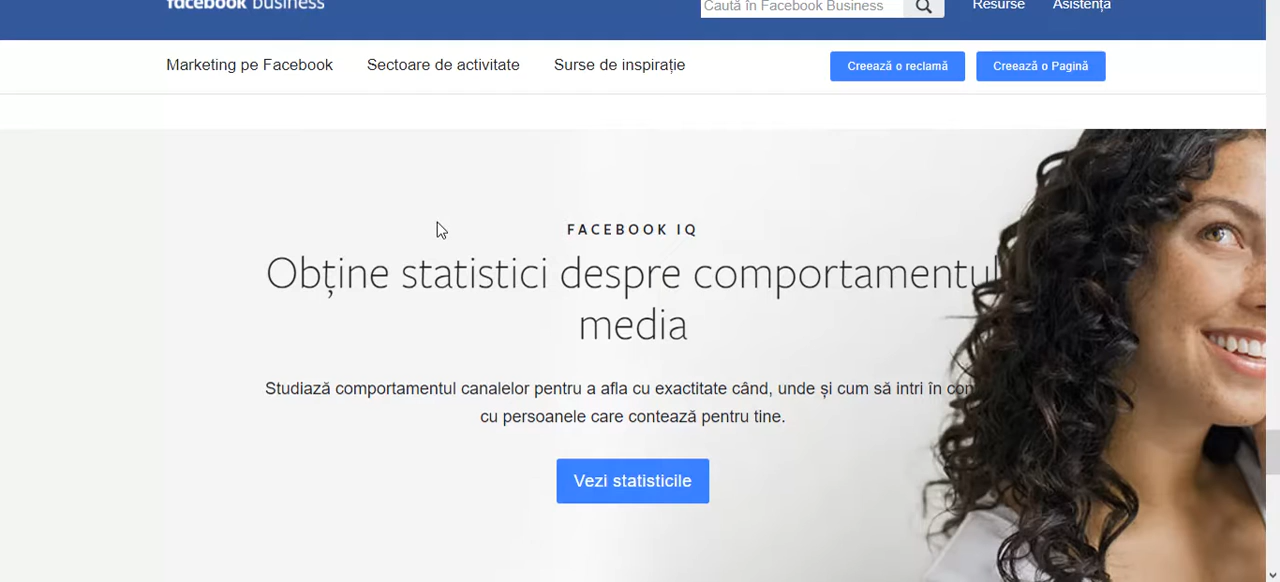 facebook business
Caută în Facebook Business
Resurse
Asistență
Marketing pe Facebook
Sectoare de activitate
Surse de inspirație
Creează o reclamă
Creează o Pagină
FACEBOOK IQ
Obține statistici despre comportamentul
media
Studiază comportamentul canalelor pentru a afla cu exactitate când, unde și cum să intri în
cu persoanele care contează pentru tine.
Vezi statisticile